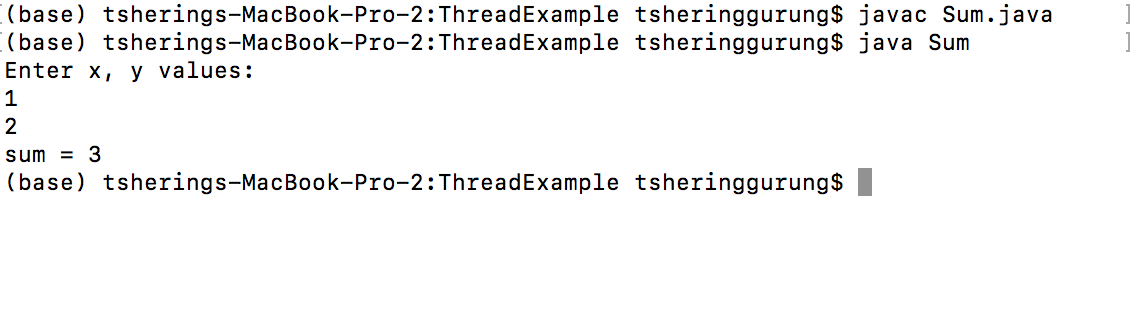 [(base) tsherings-MacBook-Pro-2:ThreadExample tsheringgurung$ javac Sum.java ]
[(base) tsherings-MacBook-Pro-2:ThreadExample tsheringgurung$ java Sum ]
Enter x, y values:
1
2
sum = 3
(base) tsherings-MacBook-Pro-2:ThreadExample tsheringgurung$